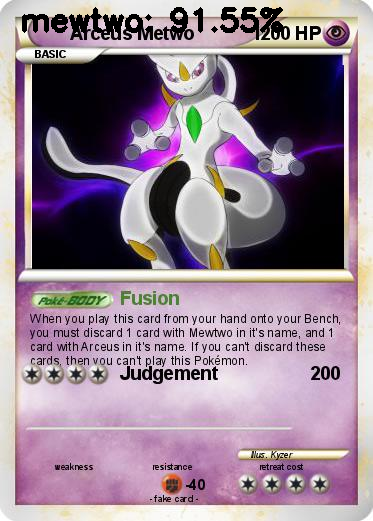 mewtwo: 91.55%
Arceus Metwo 1200 HP
BASIC
Poké-BODY Fusion
When you play this card from your hand onto your Bench,
you must discard 1 card with Mewtwo in it's name, and 1
card with Arceus in it's name. If you can't discard these
cards, then you can't play this Pokémon.
Judgement 200
Illus. Kyzer
weakness resistance retreat cost
-40
- fake card -